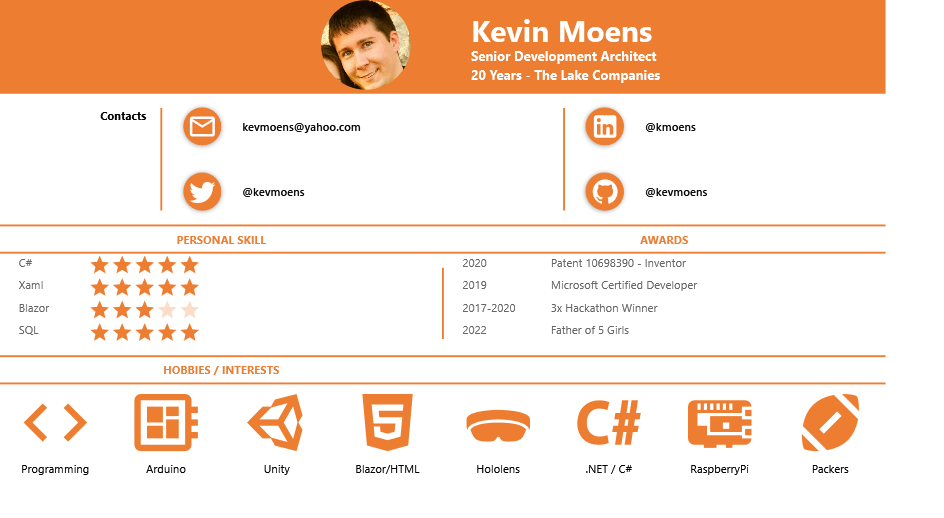 Kevin Moens
Senior Development Architect
20 Years - The Lake Companies
Contacts
kevmoens@yahoo.com
@kmoens
@kevmoens
@kevmoens
PERSONAL SKILL
AWARDS
C#
2020 Patent 10698390 - Inventor
Xaml
2019 Microsoft Certified Developer
Blazor
2017-2020 3x Hackathon Winner
SQL
2022 Father of 5 Girls
HOBBIES / INTERESTS
Programming
Arduino
Unity
Blazor/HTML
Hololens
C#
.NET / C#
RaspberryPi
Packers